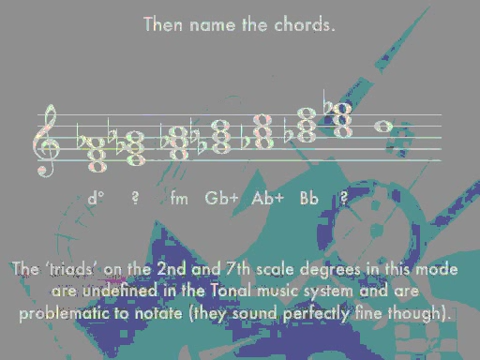 Then name the chords.
d° ? fm Gb+ Ab+ Bb ?
The 'triads' on the 2nd and 7th scale degrees in this mode
are undefined in the Tonal music system and are
problematic to notate (they sound perfectly fine though).